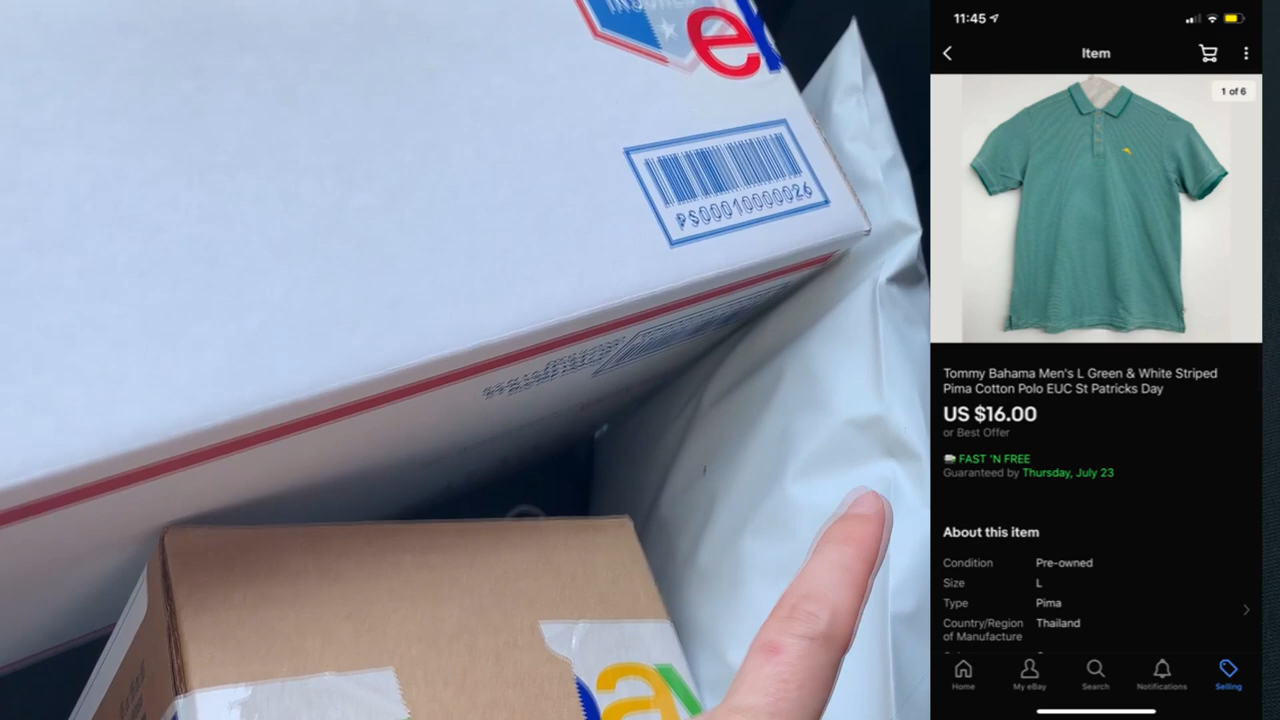 INSURED
e
PS00010000026
ay
11:45
Item
1 of 6
Tommy Bahama Men's L Green & White Striped
Pima Cotton Polo EUC St Patricks Day
US $16.00
or Best Offer
FAST 'N FREE
Guaranteed by Thursday, July 23
About this item
Condition Pre-owned
Size L
Type Pima
Country/Region of Manufacture Thailand
Home
My eBay
Search
Notifications
Selling